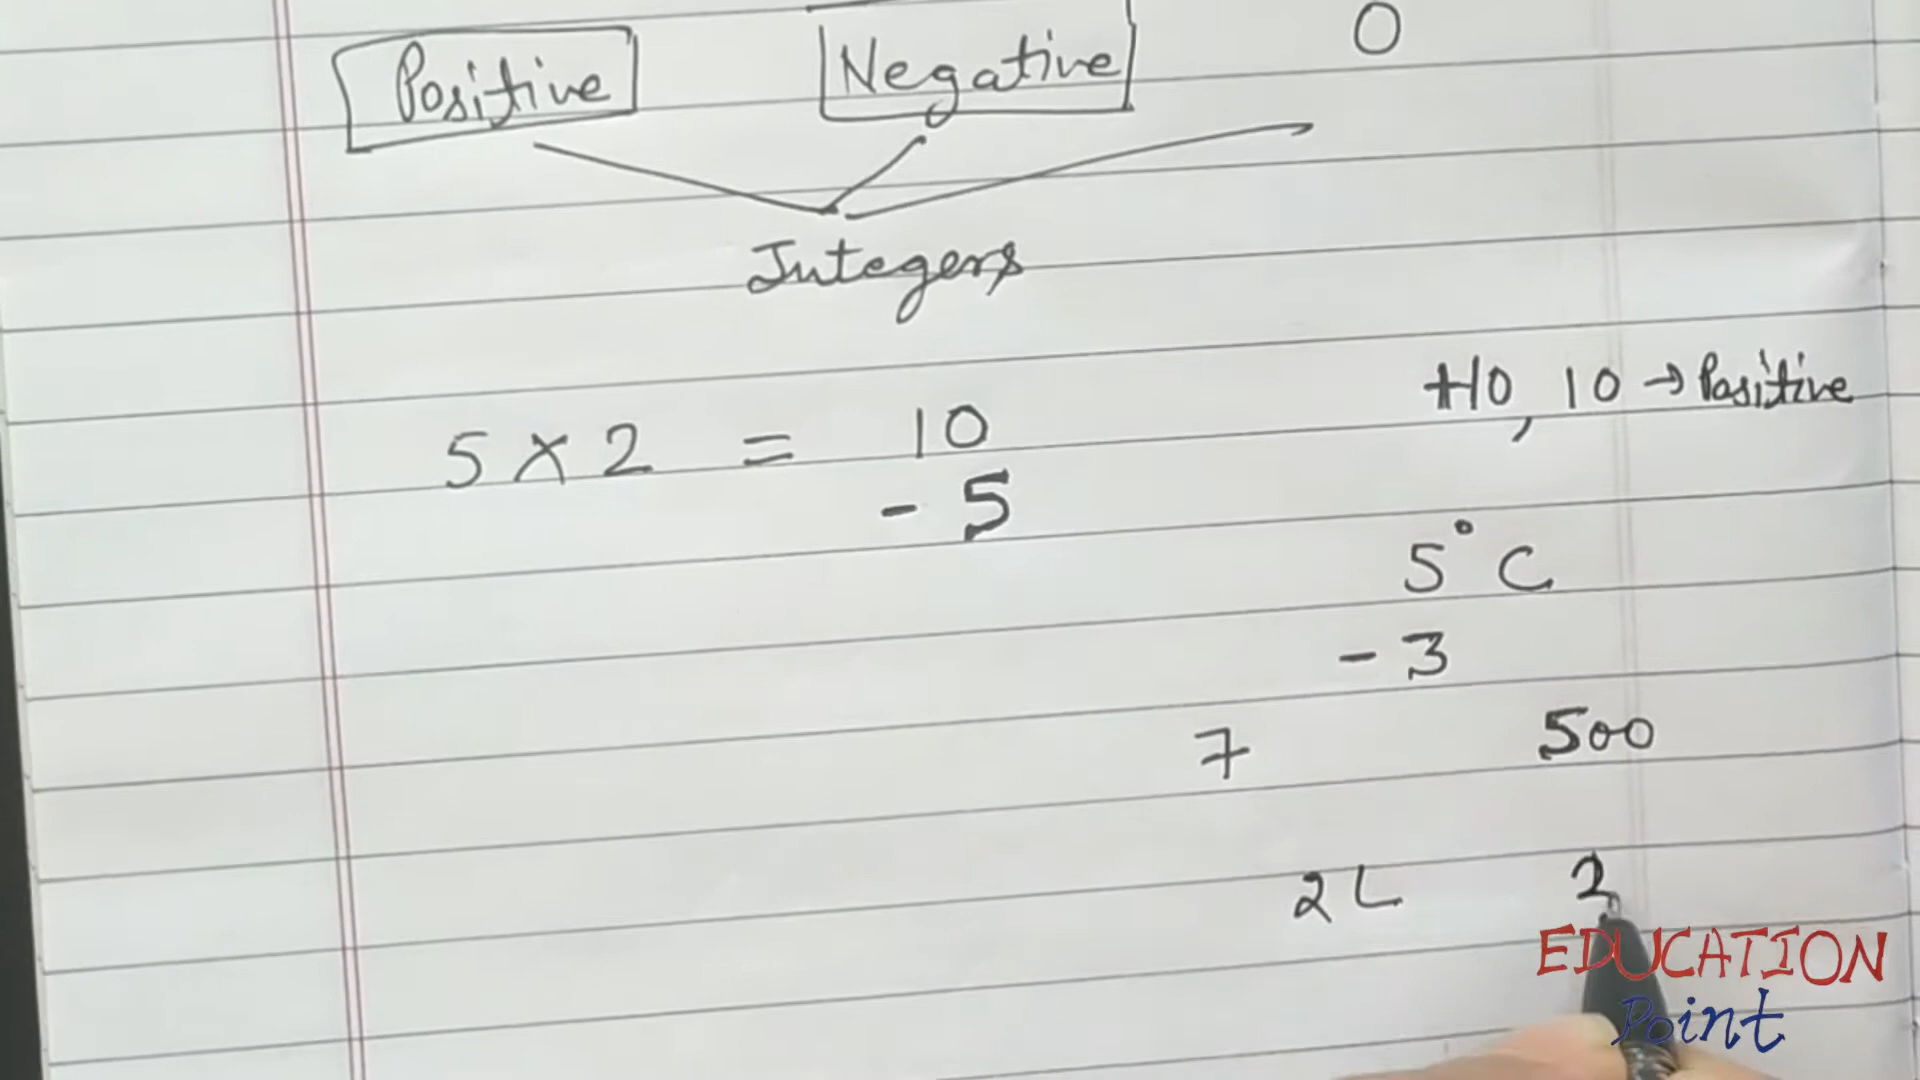 Positive Negative 0
Integers
5 × 2 = 10
+10, 10 → Positive
- 5
5°C
- 3
7 500
2L 2
EDUCATION
Point